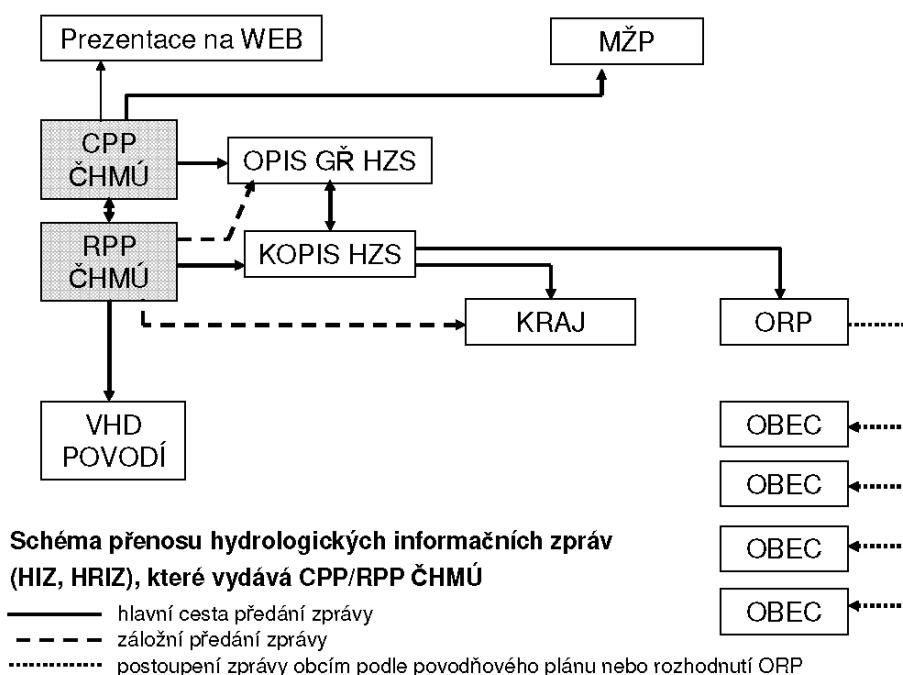 Prezentace na WEB
MŽP
CPP
ČHMÚ
OPIS GŘ HZS
RPP
ČHMÚ
KOPIS HZS
KRAJ
ORP
VHD
POVODÍ
OBEC
OBEC
OBEC
OBEC
Schéma přenosu hydrologických informačních zpráv
(HIZ, HRIZ), které vydává CPP/RPP ČHMÚ
hlavní cesta předání zprávy
záložní předání zprávy
postoupení zprávy obcím podle povodňového plánu nebo rozhodnutí ORP